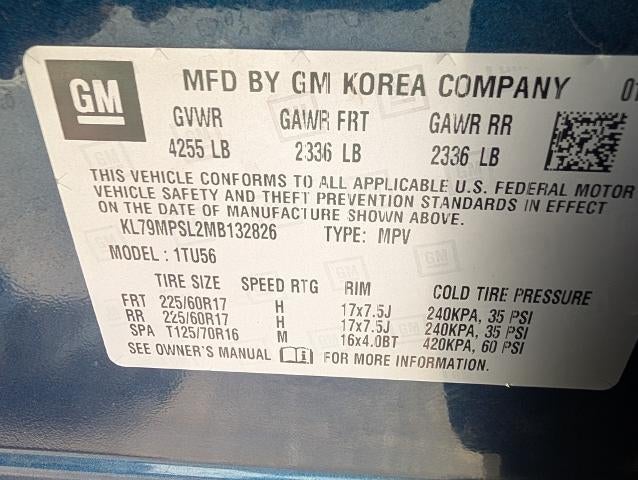 GM
MFD BY GM KOREA COMPANY 01
GVWR GAWR FRT GAWR RR
4255 LB 2336 LB 2336 LB
THIS VEHICLE CONFORMS TO ALL APPLICABLE U.S. FEDERAL MOTOR
VEHICLE SAFETY AND THEFT PREVENTION STANDARDS IN EFFECT
ON THE DATE OF MANUFACTURE SHOWN ABOVE.
KL79MPSL2MB132826 TYPE: MPV
MODEL: 1TU56
TIRE SIZE SPEED RTG RIM COLD TIRE PRESSURE
FRT 225/60R17 H 17x7.5J 240KPA, 35 PSI
RR 225/60R17 H 17x7.5J 240KPA, 35 PSI
SPA T125/70R16 M 16x4.0BT 420KPA, 60 PSI
SEE OWNER'S MANUAL FOR MORE INFORMATION.